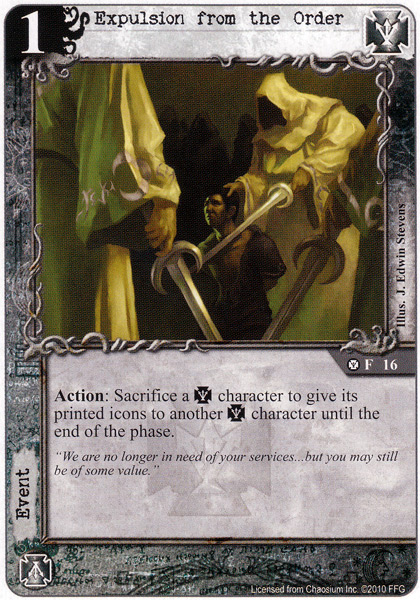 1
Expansion from the Order
Illus. J. Edwin Stevens
F 16
Action: Sacrifice a character to give its
printed icons to another character until the
end of the phase.
"We are no longer in need of your services...but you may still
be of some value."
Event
Licensed from Chaosium Inc. ©2010 FFG